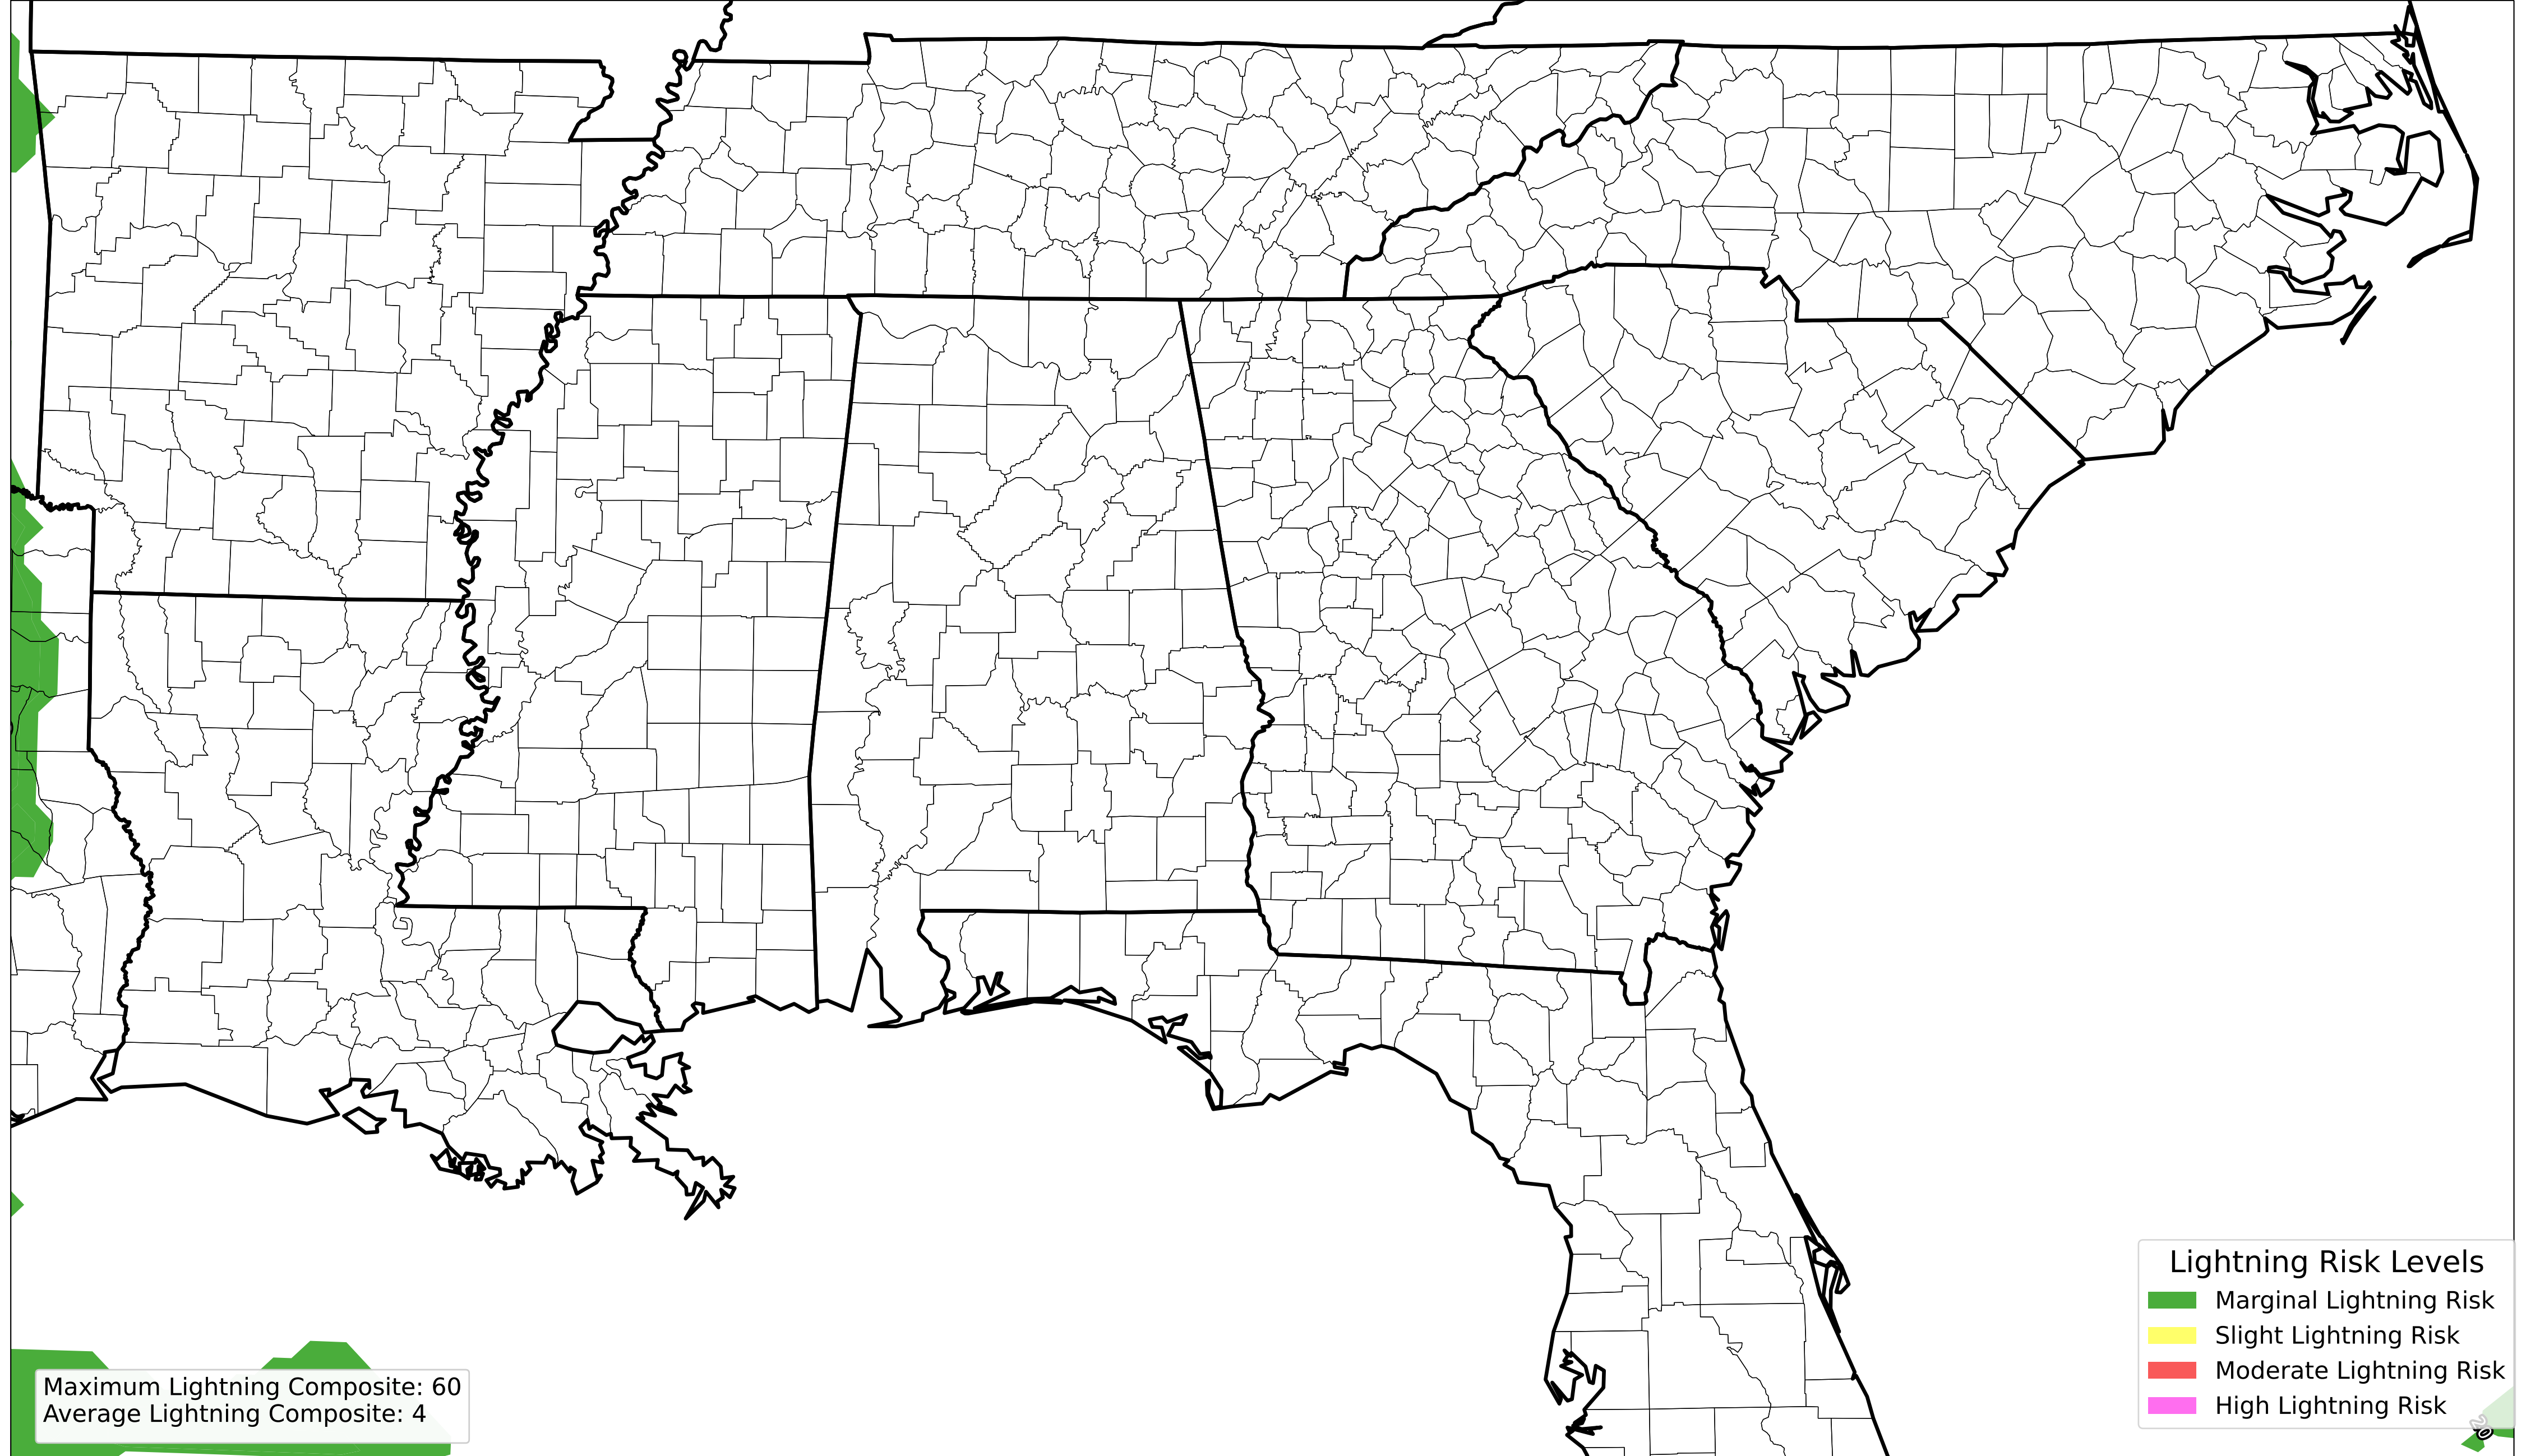 Maximum Lightning Composite: 60
Average Lightning Composite: 4
Lightning Risk Levels
Marginal Lightning Risk
Slight Lightning Risk
Moderate Lightning Risk
High Lightning Risk
20